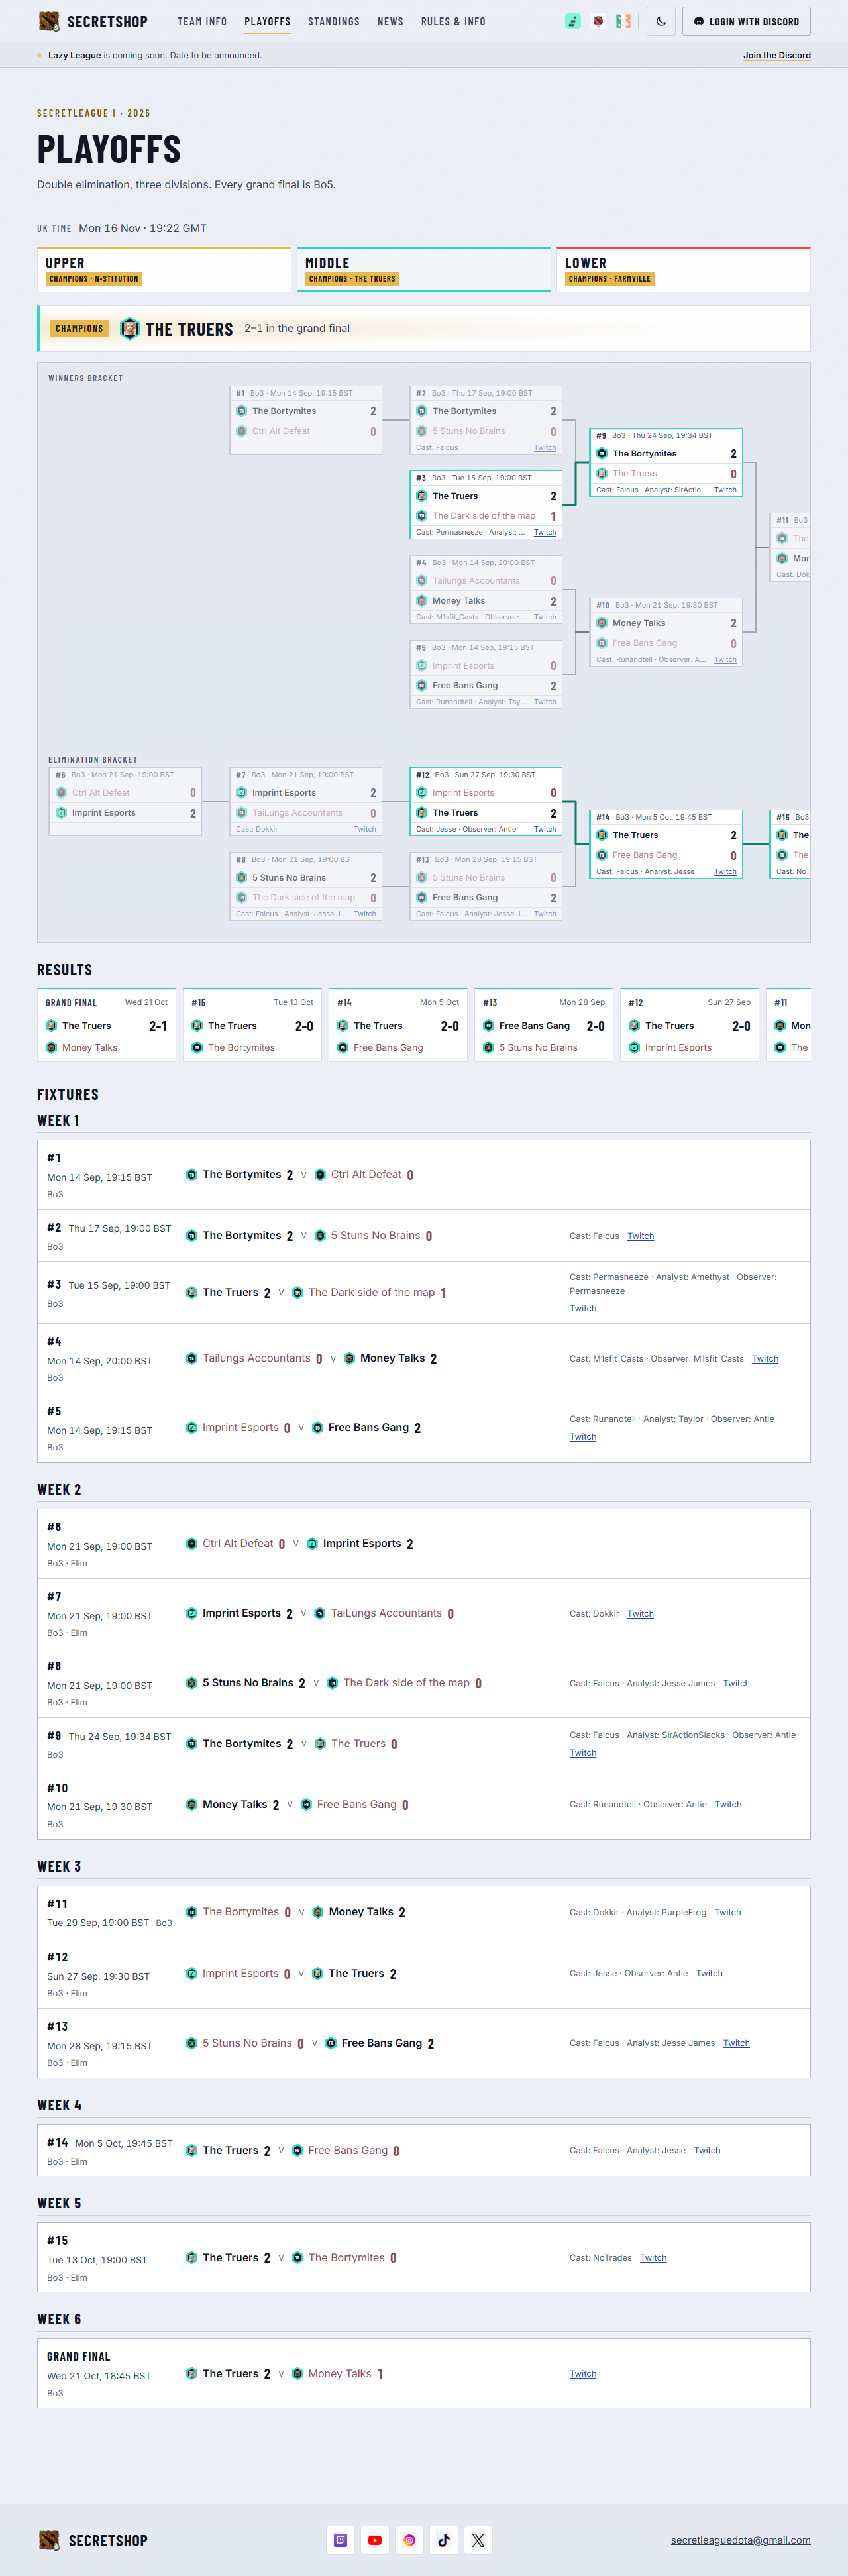 SECRETSHOP
TEAM INFO
PLAYOFFS
STANDINGS
NEWS
RULES & INFO
LOGIN WITH DISCORD
Lazy League is coming soon. Date to be announced.
Join the Discord
SECRETLEAGUE I · 2026
PLAYOFFS
Double elimination, three divisions. Every grand final is Bo5.
UK TIME Mon 16 Nov · 19:22 GMT
UPPER
CHAMPIONS · N-STITUTION
MIDDLE
CHAMPIONS · THE TRUERS
LOWER
CHAMPIONS · FARMVILLE
CHAMPIONS THE TRUERS 2–1 in the grand final
WINNERS BRACKET
#1 Bo3 · Mon 14 Sep, 19:15 BST
The Bortymites 2
Ctrl Alt Defeat 0
#2 Bo3 · Thu 17 Sep, 19:00 BST
The Bortymites 2
5 Stuns No Brains 0
Cast: Falcus Twitch
#3 Bo3 · Tue 15 Sep, 19:00 BST
The Truers 2
The Dark side of the map 1
Cast: Permasneeze · Analyst: ... Twitch
#4 Bo3 · Mon 14 Sep, 20:00 BST
Tailungs Accountants 0
Money Talks 2
Cast: M1sfit_Casts · Observer: ... Twitch
#5 Bo3 · Mon 14 Sep, 19:15 BST
Imprint Esports 0
Free Bans Gang 2
Cast: Runandtell · Analyst: Tay... Twitch
#9 Bo3 · Thu 24 Sep, 19:34 BST
The Bortymites 2
The Truers 0
Cast: Falcus · Analyst: SirActio... Twitch
#10 Bo3 · Mon 21 Sep, 19:30 BST
Money Talks 2
Free Bans Gang 0
Cast: Runandtell · Observer: A... Twitch
#11 Bo3
The
Mon
Cast: Dok
ELIMINATION BRACKET
#6 Bo3 · Mon 21 Sep, 19:00 BST
Ctrl Alt Defeat 0
Imprint Esports 2
#7 Bo3 · Mon 21 Sep, 19:00 BST
Imprint Esports 2
TaiLungs Accountants 0
Cast: Dokkir Twitch
#8 Bo3 · Mon 21 Sep, 19:00 BST
5 Stuns No Brains 2
The Dark side of the map 0
Cast: Falcus · Analyst: Jesse J... Twitch
#12 Bo3 · Sun 27 Sep, 19:30 BST
Imprint Esports 0
The Truers 2
Cast: Jesse · Observer: Antie Twitch
#13 Bo3 · Mon 28 Sep, 19:15 BST
5 Stuns No Brains 0
Free Bans Gang 2
Cast: Falcus · Analyst: Jesse J... Twitch
#14 Bo3 · Mon 5 Oct, 19:45 BST
The Truers 2
Free Bans Gang 0
Cast: Falcus · Analyst: Jesse Twitch
#15 Bo3
The
The
Cast: NoT
RESULTS
GRAND FINAL Wed 21 Oct
The Truers 2–1
Money Talks
#15 Tue 13 Oct
The Truers 2–0
The Bortymites
#14 Mon 5 Oct
The Truers 2–0
Free Bans Gang
#13 Mon 28 Sep
Free Bans Gang 2–0
5 Stuns No Brains
#12 Sun 27 Sep
The Truers 2–0
Imprint Esports
#11
Mon
The
FIXTURES
WEEK 1
#1
Mon 14 Sep, 19:15 BST
Bo3
The Bortymites 2 v Ctrl Alt Defeat 0
#2 Thu 17 Sep, 19:00 BST
Bo3
The Bortymites 2 v 5 Stuns No Brains 0
Cast: Falcus Twitch
#3 Tue 15 Sep, 19:00 BST
Bo3
The Truers 2 v The Dark side of the map 1
Cast: Permasneeze · Analyst: Amethyst · Observer:
Permasneeze
Twitch
#4
Mon 14 Sep, 20:00 BST
Bo3
Tailungs Accountants 0 v Money Talks 2
Cast: M1sfit_Casts · Observer: M1sfit_Casts Twitch
#5
Mon 14 Sep, 19:15 BST
Bo3
Imprint Esports 0 v Free Bans Gang 2
Cast: Runandtell · Analyst: Taylor · Observer: Antie
Twitch
WEEK 2
#6
Mon 21 Sep, 19:00 BST
Bo3 · Elim
Ctrl Alt Defeat 0 v Imprint Esports 2
#7
Mon 21 Sep, 19:00 BST
Bo3 · Elim
Imprint Esports 2 v TaiLungs Accountants 0
Cast: Dokkir Twitch
#8
Mon 21 Sep, 19:00 BST
Bo3 · Elim
5 Stuns No Brains 2 v The Dark side of the map 0
Cast: Falcus · Analyst: Jesse James Twitch
#9 Thu 24 Sep, 19:34 BST
Bo3
The Bortymites 2 v The Truers 0
Cast: Falcus · Analyst: SirActionSlacks · Observer: Antie
Twitch
#10
Mon 21 Sep, 19:30 BST
Bo3
Money Talks 2 v Free Bans Gang 0
Cast: Runandtell · Observer: Antie Twitch
WEEK 3
#11
Tue 29 Sep, 19:00 BST Bo3
The Bortymites 0 v Money Talks 2
Cast: Dokkir · Analyst: PurpleFrog Twitch
#12
Sun 27 Sep, 19:30 BST
Bo3 · Elim
Imprint Esports 0 v The Truers 2
Cast: Jesse · Observer: Antie Twitch
#13
Mon 28 Sep, 19:15 BST
Bo3 · Elim
5 Stuns No Brains 0 v Free Bans Gang 2
Cast: Falcus · Analyst: Jesse James Twitch
WEEK 4
#14 Mon 5 Oct, 19:45 BST
Bo3 · Elim
The Truers 2 v Free Bans Gang 0
Cast: Falcus · Analyst: Jesse Twitch
WEEK 5
#15
Tue 13 Oct, 19:00 BST
Bo3 · Elim
The Truers 2 v The Bortymites 0
Cast: NoTrades Twitch
WEEK 6
GRAND FINAL
Wed 21 Oct, 18:45 BST
Bo3
The Truers 2 v Money Talks 1
Twitch
SECRETSHOP
secretleaguedota@gmail.com